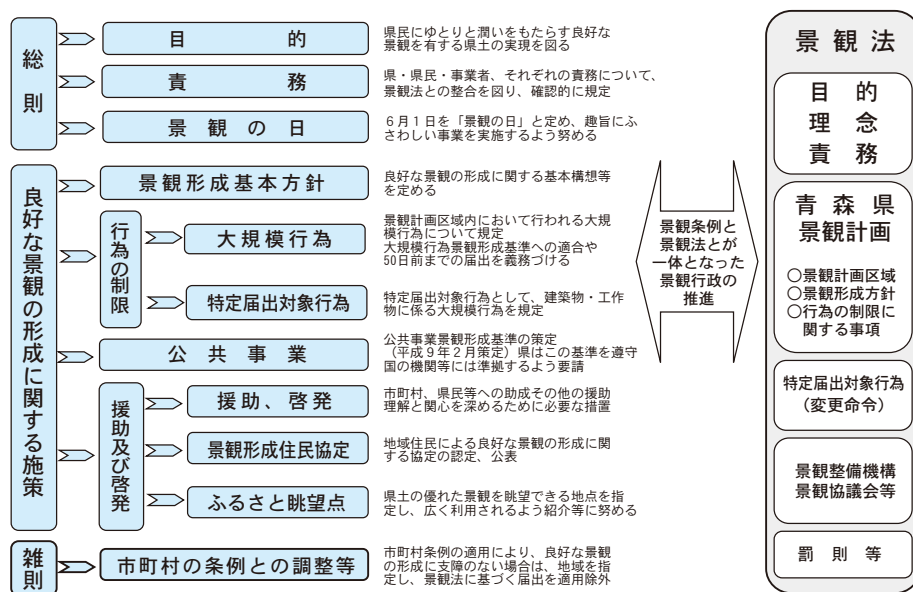 総則
目的
県民にゆとりと潤いをもたらす良好な
景観を有する県土の実現を図る
責務
県・県民・事業者、それぞれの責務について、
景観法との整合を図り、確認的に規定
景観の日
６月１日を「景観の日」と定め、趣旨にふ
さわしい事業を実施するよう努める
良好な景観の形成に関する施策
景観形成基本方針
良好な景観の形成に関する基本構想等
を定める
行為の制限
大規模行為
景観計画区域内において行われる大規
模行為について規定
大規模行為景観形成基準への適合や
50日前までの届出を義務づける
特定届出対象行為
特定届出対象行為として、建築物・工作
物に係る大規模行為を規定
公共事業
公共事業景観形成基準の策定
（平成９年２月策定）県はこの基準を遵守
国の機関等には準拠するよう要請
援助及び啓発
援助、啓発
市町村、県民等への助成その他の援助
理解と関心を深めるために必要な措置
景観形成住民協定
地域住民による良好な景観の形成に関
する協定の認定、公表
ふるさと眺望点
県土の優れた景観を眺望できる地点を指
定し、広く利用されるよう紹介等に努める
雑則
市町村の条例との調整等
市町村条例の適用により、良好な景観
の形成に支障のない場合は、地域を指
定し、景観法に基づく届出を適用除外
景観条例と
景観法とが
一体となった
景観行政の
推進
景観法
目的
理念
責務
青森県
景観計画
○景観計画区域
○景観形成方針
○行為の制限に
関する事項
特定届出対象行為
（変更命令）
景観整備機構
景観協議会等
罰則等